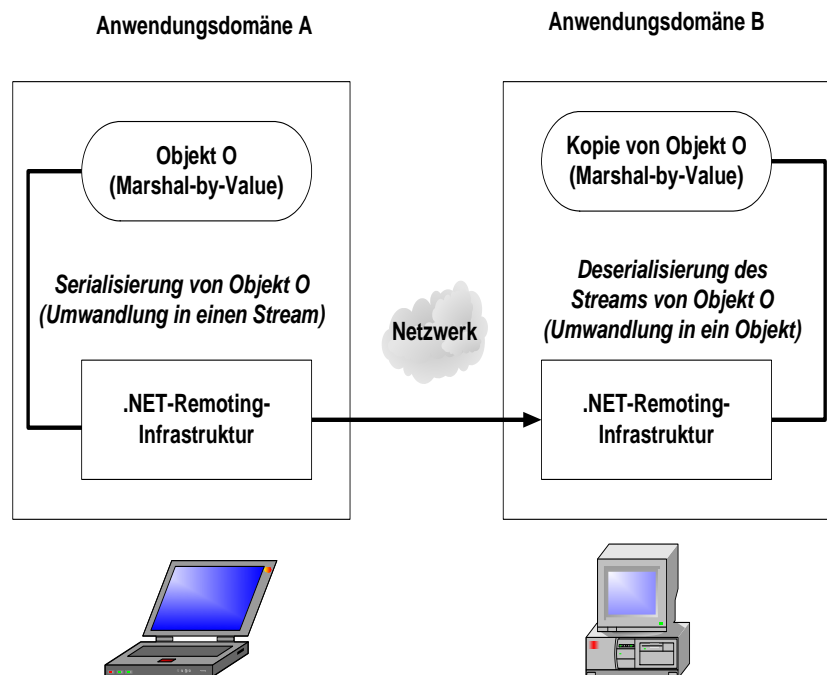 Anwendungsdomäne A
Objekt O
(Marshal-by-Value)
Serialisierung von Objekt O
(Umwandlung in einen Stream)
.NET-Remoting-
Infrastruktur
Netzwerk
Anwendungsdomäne B
Kopie von Objekt O
(Marshal-by-Value)
Deserialisierung des
Streams von Objekt O
(Umwandlung in ein Objekt)
.NET-Remoting-
Infrastruktur